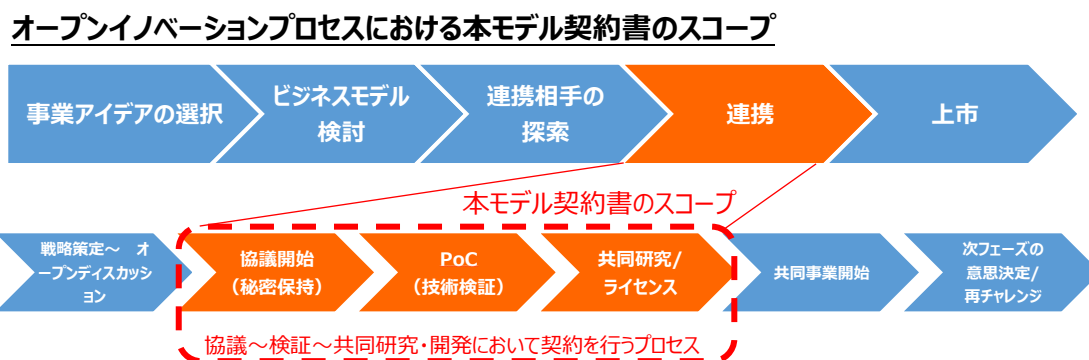 オープンイノベーションプロセスにおける本モデル契約書のスコープ
事業アイデアの選択
ビジネスモデル
検討
連携相手の
探索
連携
上市
本モデル契約書のスコープ
戦略策定～ オ
ープンディスカッシ
ョン
協議開始
（秘密保持）
PoC
（技術検証）
共同研究/
ライセンス
共同事業開始
次フェーズの
意思決定/
再チャレンジ
協議～検証～共同研究・開発において契約を行うプロセス